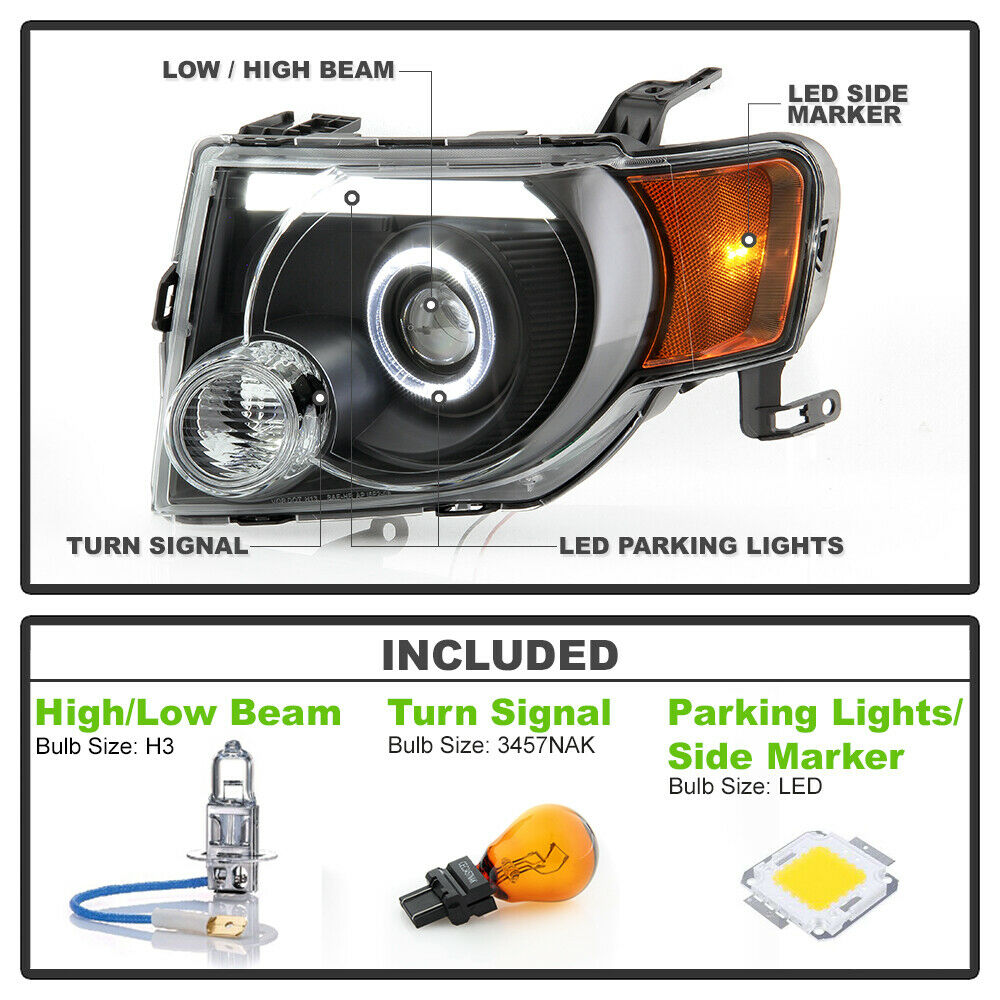 LOW / HIGH BEAM
LED SIDE
MARKER
TURN SIGNAL
LED PARKING LIGHTS
INCLUDED
High/Low Beam
Bulb Size: H3
Turn Signal
Bulb Size: 3457NAK
Parking Lights/
Side Marker
Bulb Size: LED